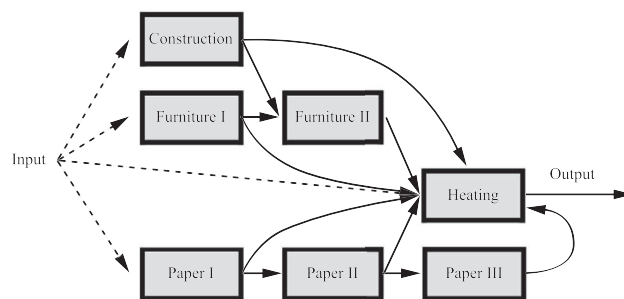 Construction
Furniture I
Furniture II
Input
Output
Heating
Paper I
Paper II
Paper III